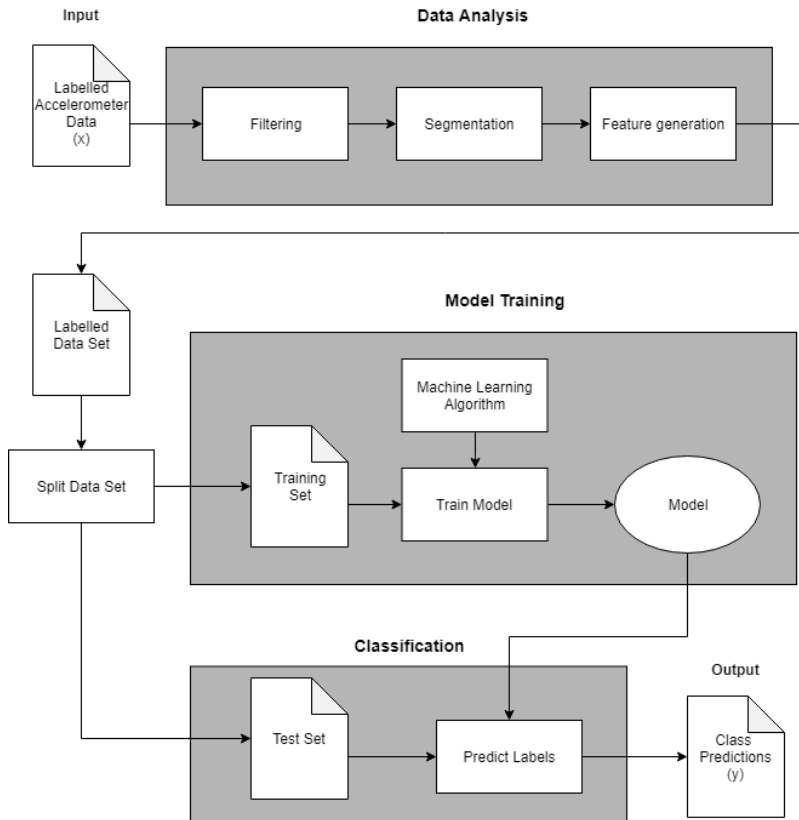 Input
Data Analysis
Labelled
Accelerometer
Data
(x)
Filtering
Segmentation
Feature generation
Labelled
Data Set
Model Training
Machine Learning
Algorithm
Split Data Set
Training
Set
Train Model
Model
Classification
Output
Test Set
Predict Labels
Class
Predictions
(y)